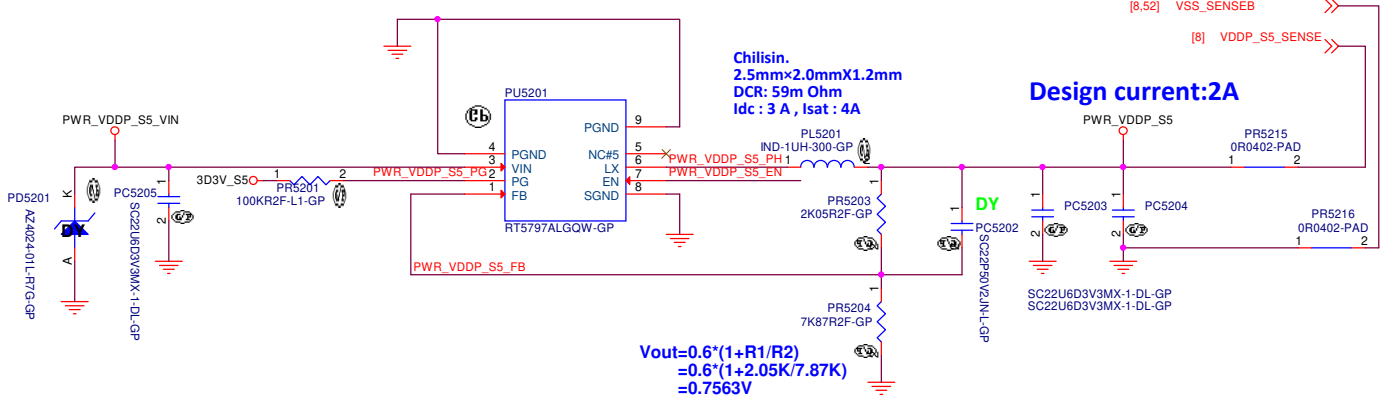 [8,52] VSS_SENSEB
[8] VDDP_S5_SENSE
Chilisin.
2.5mm×2.0mmX1.2mm
DCR: 59m Ohm
Idc : 3 A , Isat : 4A
Design current:2A
PWR_VDDP_S5_VIN
PU5201
PWR_VDDP_S5
PGND 9
PL5201
IND-1UH-300-GP
PR5215
0R0402-PAD
1 2
4 PGND
NC#5 5
3 VIN
LX 6
PWR_VDDP_S5_PH 1
2 PG
EN 7
PWR_VDDP_S5_EN
1 FB
SGND 8
RT5797ALGQW-GP
3D3V_S5
1 2
PWR_VDDP_S5_PG
PR5201
100KR2F-L1-GP
PD5201
K
A
DY
AZ4024-01L-R7G-GP
PC5205
1
2
SC22U6D3V3MX-1-DL-GP
PR5203
2K05R2F-GP
1
DY
1
PC5202
SC22P50V2JN-L-GP
PC5203
1
2
PC5204
1
2
PR5216
0R0402-PAD
1 2
PWR_VDDP_S5_FB
SC22U6D3V3MX-1-DL-GP
SC22U6D3V3MX-1-DL-GP
PR5204
7K87R2F-GP
1
Vout=0.6*(1+R1/R2)
=0.6*(1+2.05K/7.87K)
=0.7563V